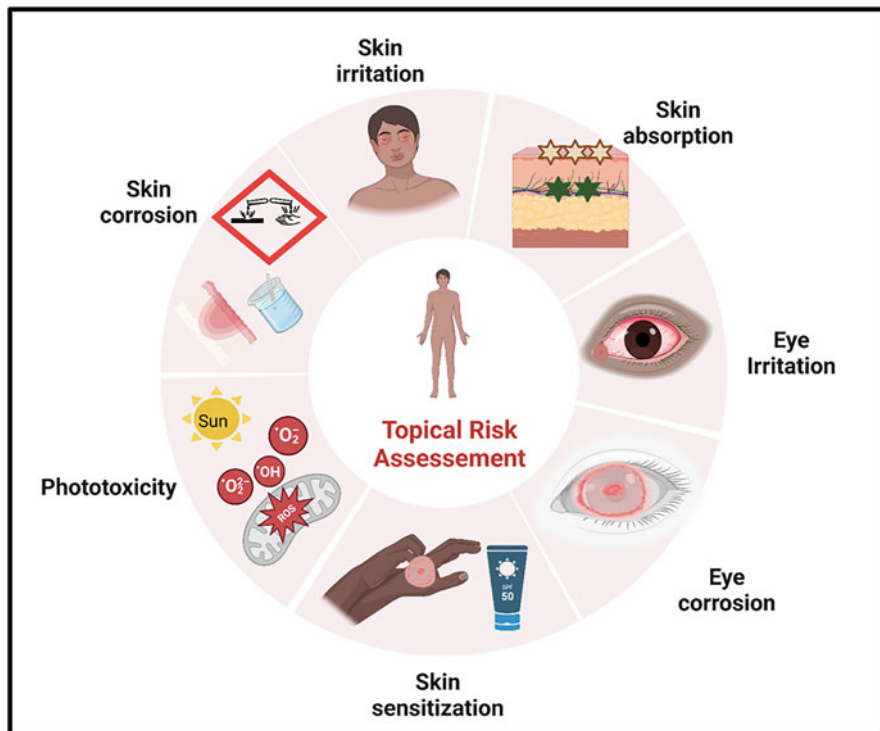 Skin
irritation
Skin
absorption
Skin
corrosion
Eye
Irritation
Topical Risk
Assessement
Sun
•O₂⁻
•OH
•O₂²⁻
ROS
Phototoxicity
SPF
50
Eye
corrosion
Skin
sensitization